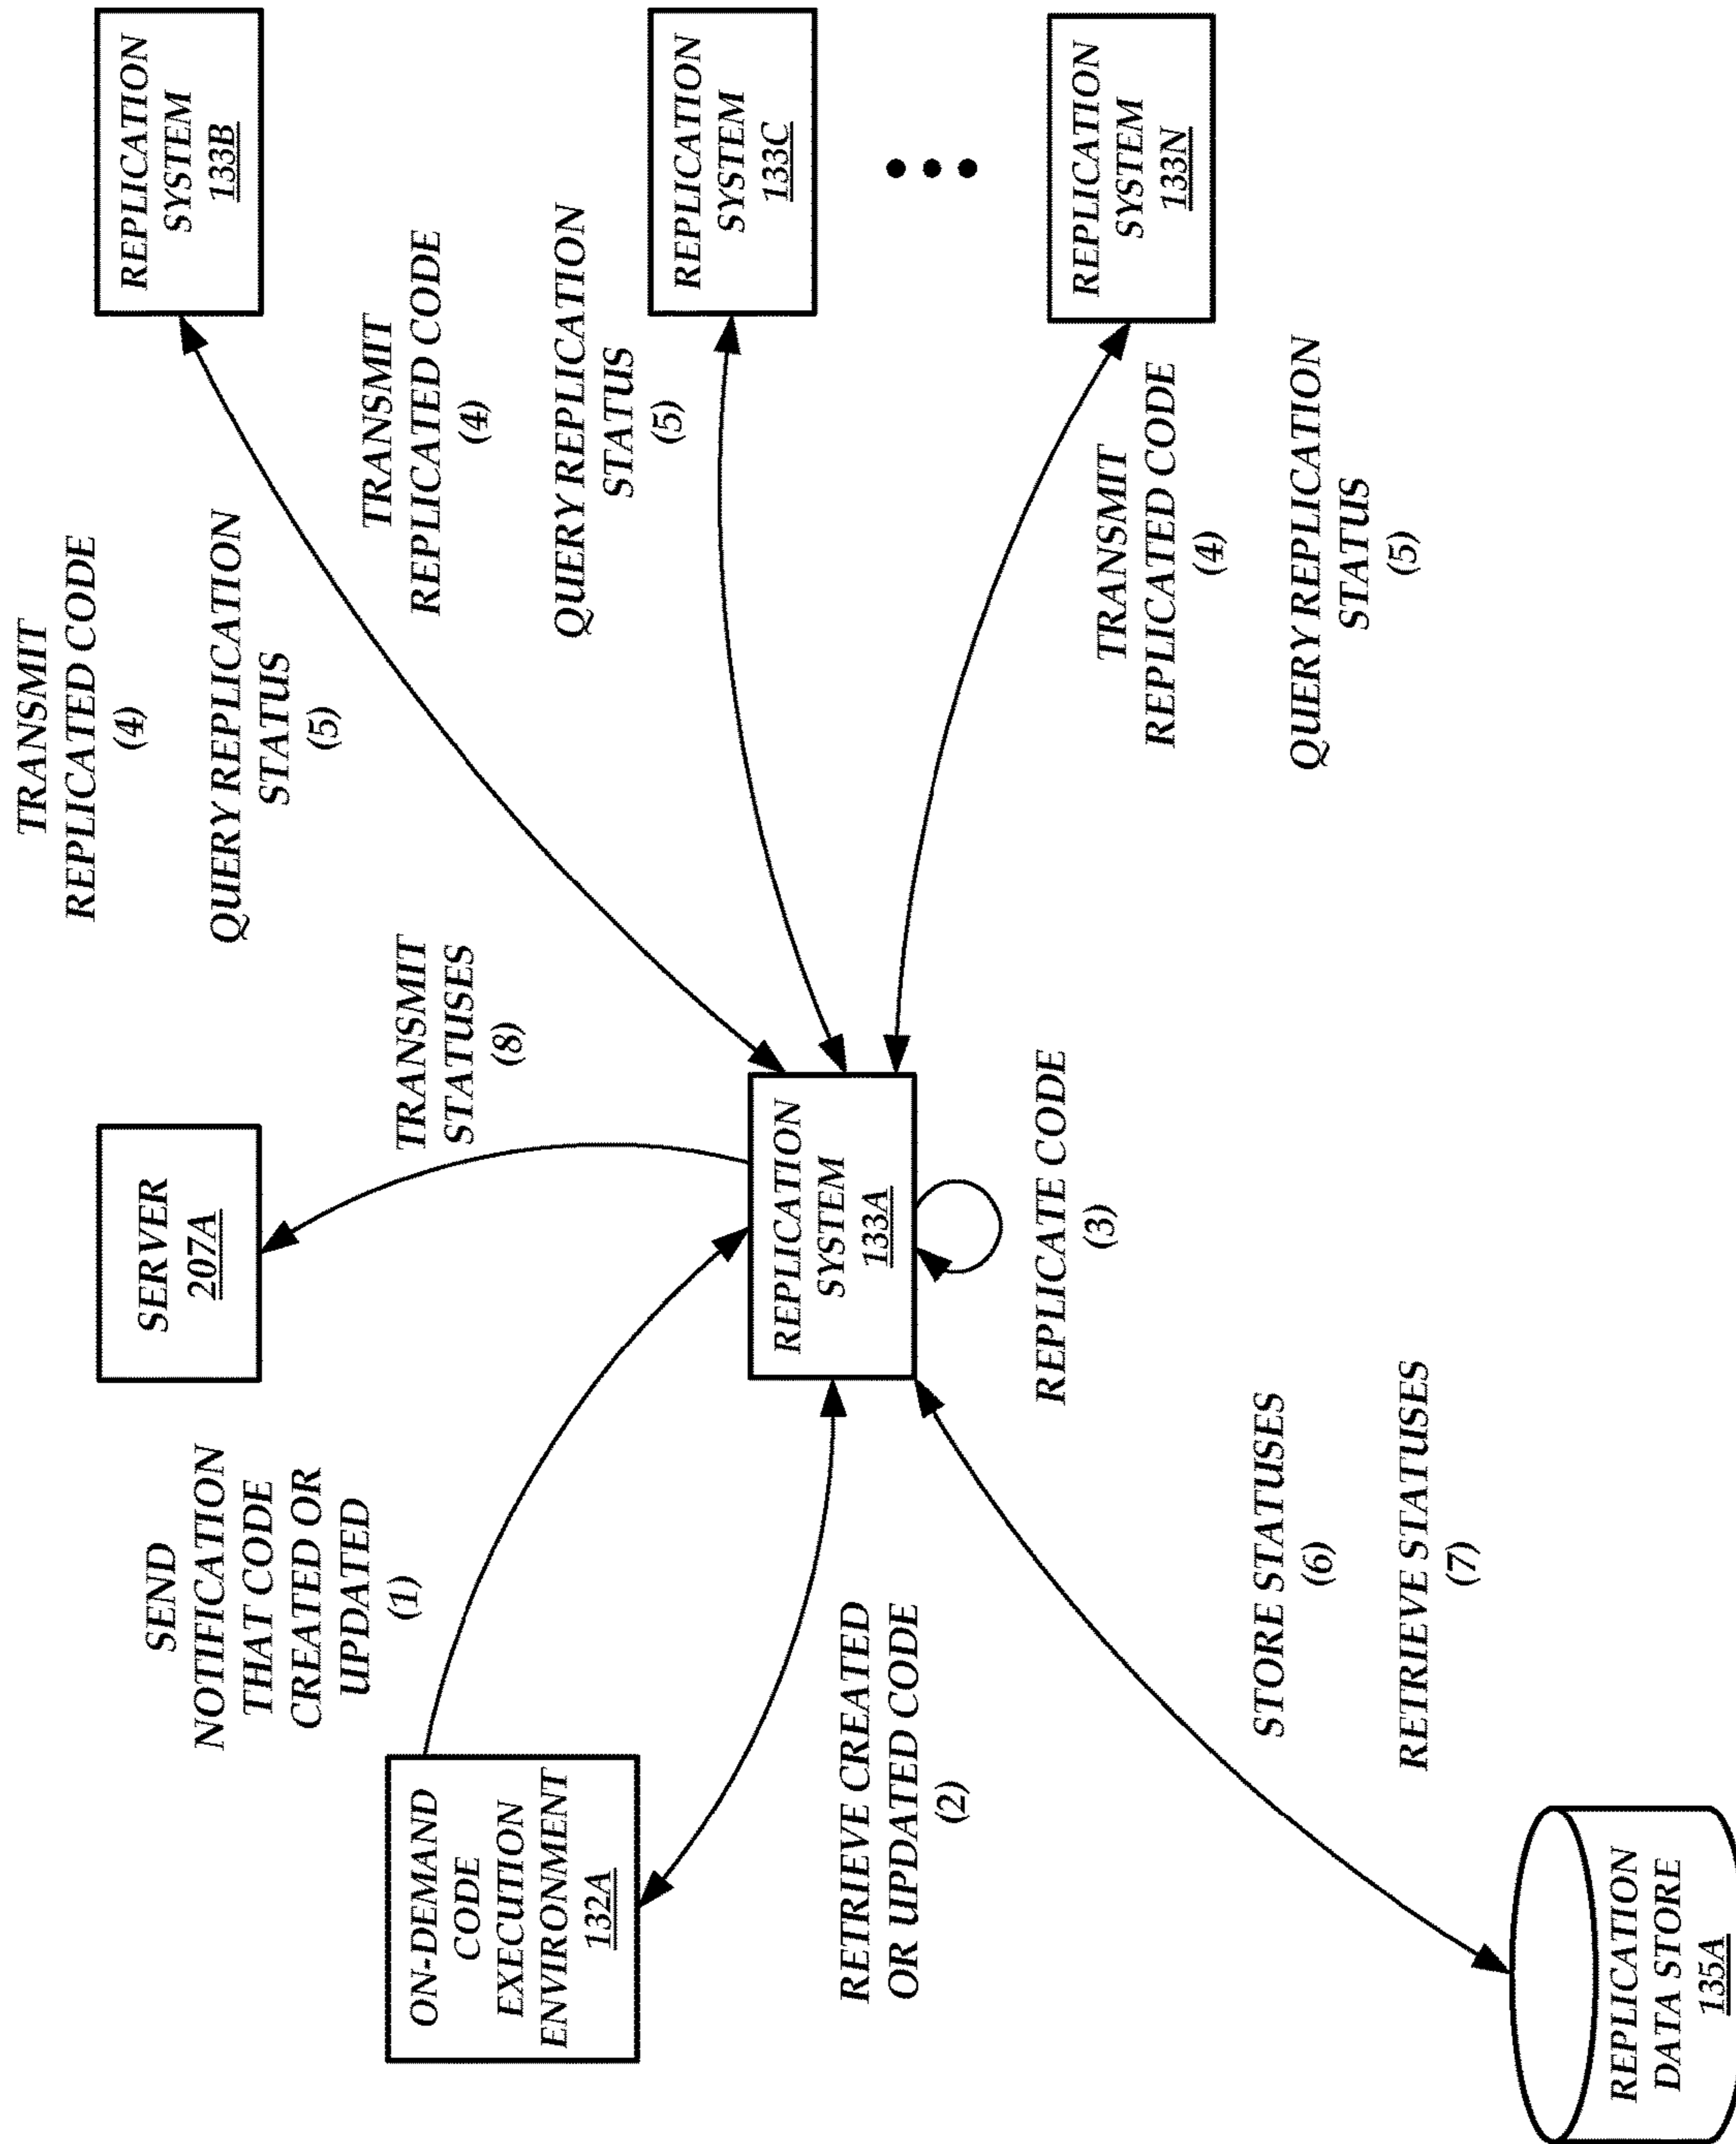 SEND
NOTIFICATION
THAT CODE
CREATED OR
UPDATED
(1)
ON-DEMAND
CODE
EXECUTION
ENVIRONMENT
132A
RETRIEVE CREATED
OR UPDATED CODE
(2)
SERVER
207A
TRANSMIT
STATUSES
(8)
REPLICATION
SYSTEM
133A
REPLICATE CODE
(3)
STORE STATUSES
(6)
RETRIEVE STATUSES
(7)
REPLICATION
DATA STORE
135A
TRANSMIT
REPLICATED CODE
(4)
QUERY REPLICATION
STATUS
(5)
REPLICATION
SYSTEM
133B
TRANSMIT
REPLICATED CODE
(4)
QUERY REPLICATION
STATUS
(5)
REPLICATION
SYSTEM
133C
TRANSMIT
REPLICATED CODE
(4)
QUERY REPLICATION
STATUS
(5)
REPLICATION
SYSTEM
133N